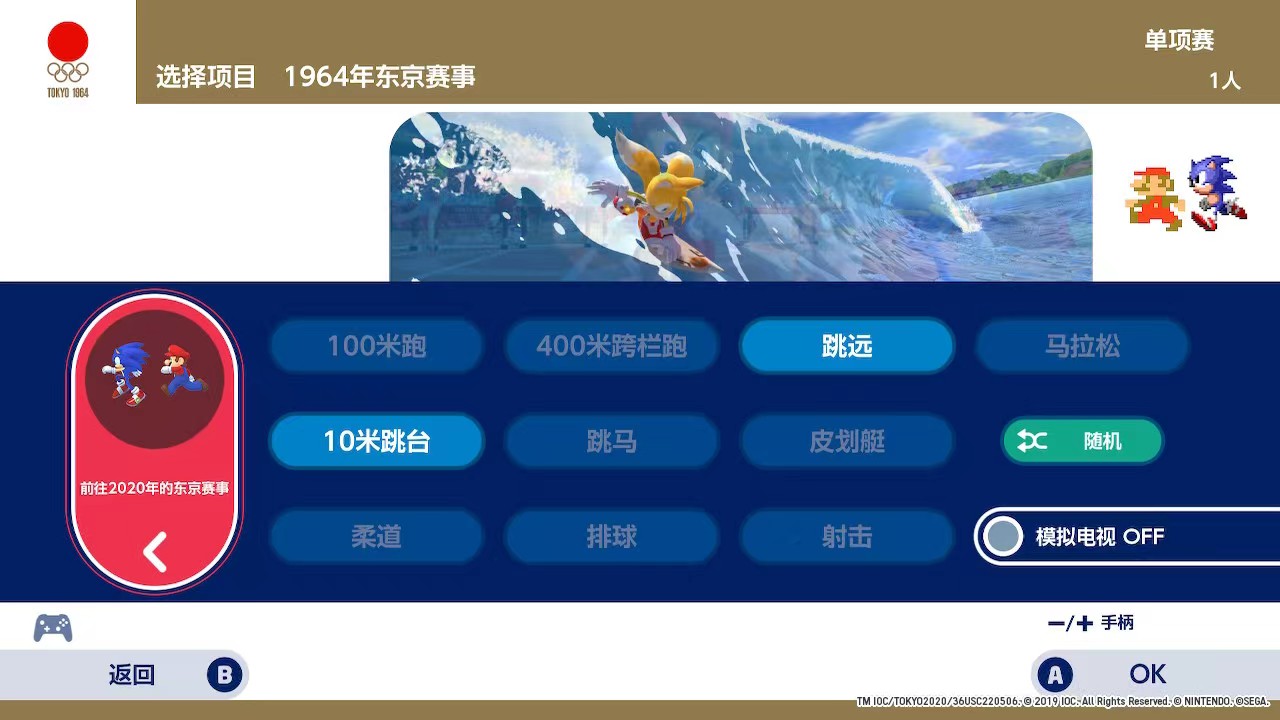 单项赛
选择项目 1964年东京赛事
1人
TOKYO 1964
100米跑
400米跨栏跑
跳远
马拉松
10米跳台
跳马
皮划艇
随机
前往2020年的东京赛事
柔道
排球
射击
模拟电视 OFF
−/+ 手柄
返回 B
A OK
TM IOC/TOKYO2020/36USC220506. © 2019 IOC. All Rights Reserved. © NINTENDO. ©SEGA.